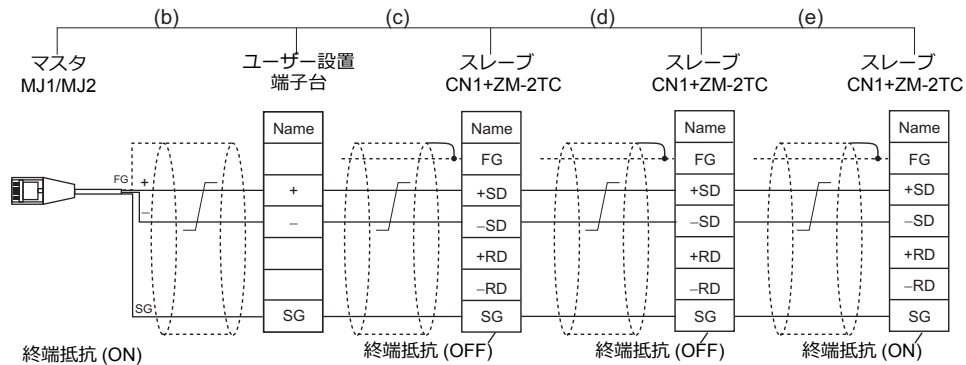 (b)
(c)
(d)
(e)
マスタ
MJ1/MJ2
ユーザー設置
端子台
スレーブ
CN1+ZM-2TC
スレーブ
CN1+ZM-2TC
スレーブ
CN1+ZM-2TC
FG
+
−
SG
Name
+
−
SG
Name
FG
+SD
−SD
+RD
−RD
SG
Name
FG
+SD
−SD
+RD
−RD
SG
Name
FG
+SD
−SD
+RD
−RD
SG
終端抵抗 (ON)
終端抵抗 (OFF)
終端抵抗 (OFF)
終端抵抗 (ON)